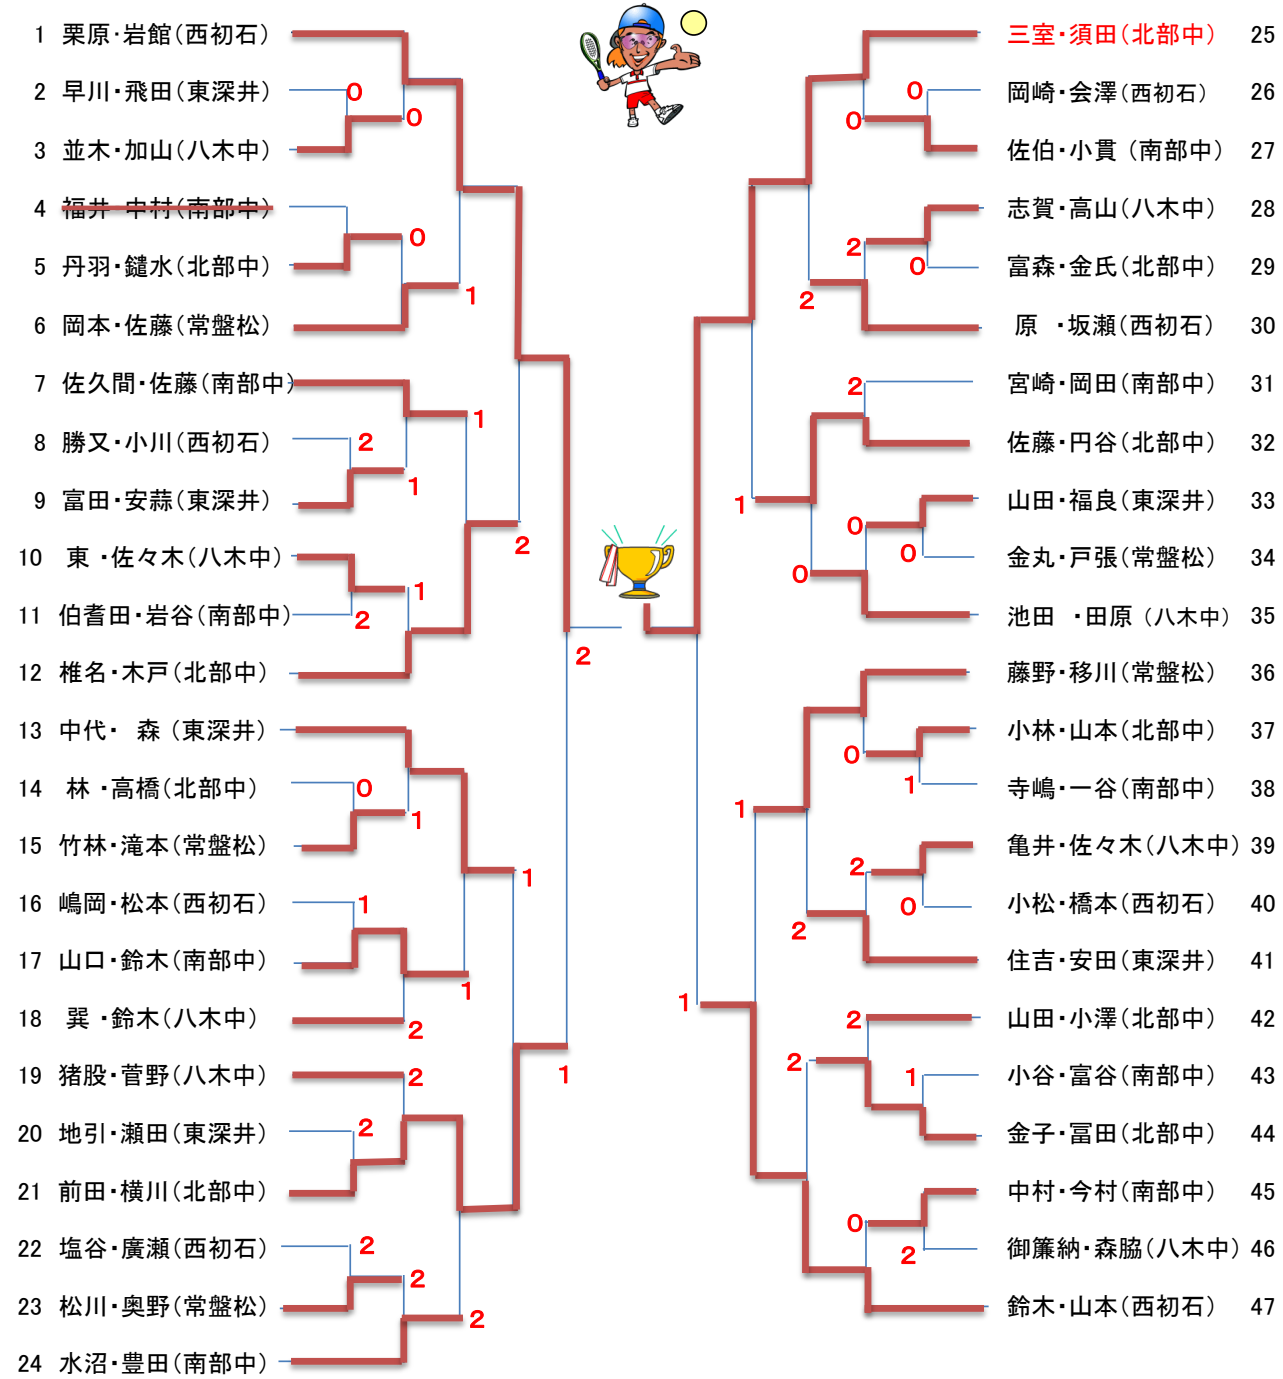 1 栗原・岩館(西初石)
2 早川・飛田(東深井)
3 並木・加山(八木中)
4 福井・中村(南部中)
5 丹羽・鑓水(北部中)
6 岡本・佐藤(常盤松)
7 佐久間・佐藤(南部中)
8 勝又・小川(西初石)
9 富田・安蒜(東深井)
10 東 ・佐々木(八木中)
11 伯耆田・岩谷(南部中)
12 椎名・木戸(北部中)
13 中代・ 森 (東深井)
14 林 ・高橋(北部中)
15 竹林・滝本(常盤松)
16 嶋岡・松本(西初石)
17 山口・鈴木(南部中)
18 巽 ・鈴木(八木中)
19 猪股・菅野(八木中)
20 地引・瀬田(東深井)
21 前田・横川(北部中)
22 塩谷・廣瀬(西初石)
23 松川・奥野(常盤松)
24 水沼・豊田(南部中)
0
0
0
1
1
2
1
1
2
2
0
1
1
1
1
2
2
2
2
2
2
1
2
三室・須田(北部中) 25
岡崎・会澤(西初石) 26
佐伯・小貫 (南部中) 27
志賀・高山(八木中) 28
富森・金氏(北部中) 29
原 ・坂瀬(西初石) 30
宮崎・岡田(南部中) 31
佐藤・円谷(北部中) 32
山田・福良(東深井) 33
金丸・戸張(常盤松) 34
池田 ・田原(八木中) 35
藤野・移川(常盤松) 36
小林・山本(北部中) 37
寺嶋・一谷(南部中) 38
亀井・佐々木(八木中) 39
小松・橋本(西初石) 40
住吉・安田(東深井) 41
山田・小澤(北部中) 42
小谷・富谷(南部中) 43
金子・冨田(北部中) 44
中村・今村(南部中) 45
御簾納・森脇(八木中) 46
鈴木・山本(西初石) 47
0
0
2
0
2
2
1
0
0
0
0
1
1
2
0
2
1
2
1
2
0
2